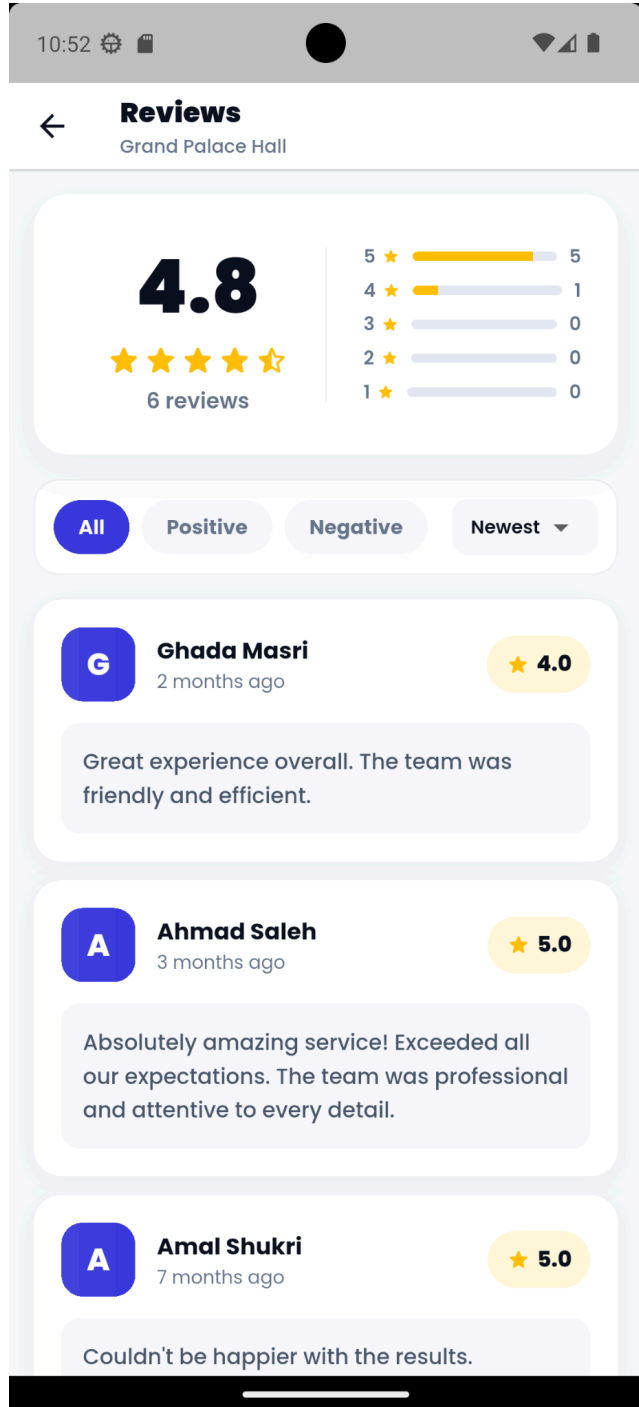 10:52
Reviews
Grand Palace Hall
4.8
6 reviews
5 5
4 1
3 0
2 0
1 0
All Positive Negative Newest
G
Ghada Masri
2 months ago
4.0
Great experience overall. The team was
friendly and efficient.
A
Ahmad Saleh
3 months ago
5.0
Absolutely amazing service! Exceeded all
our expectations. The team was professional
and attentive to every detail.
A
Amal Shukri
7 months ago
5.0
Couldn't be happier with the results.